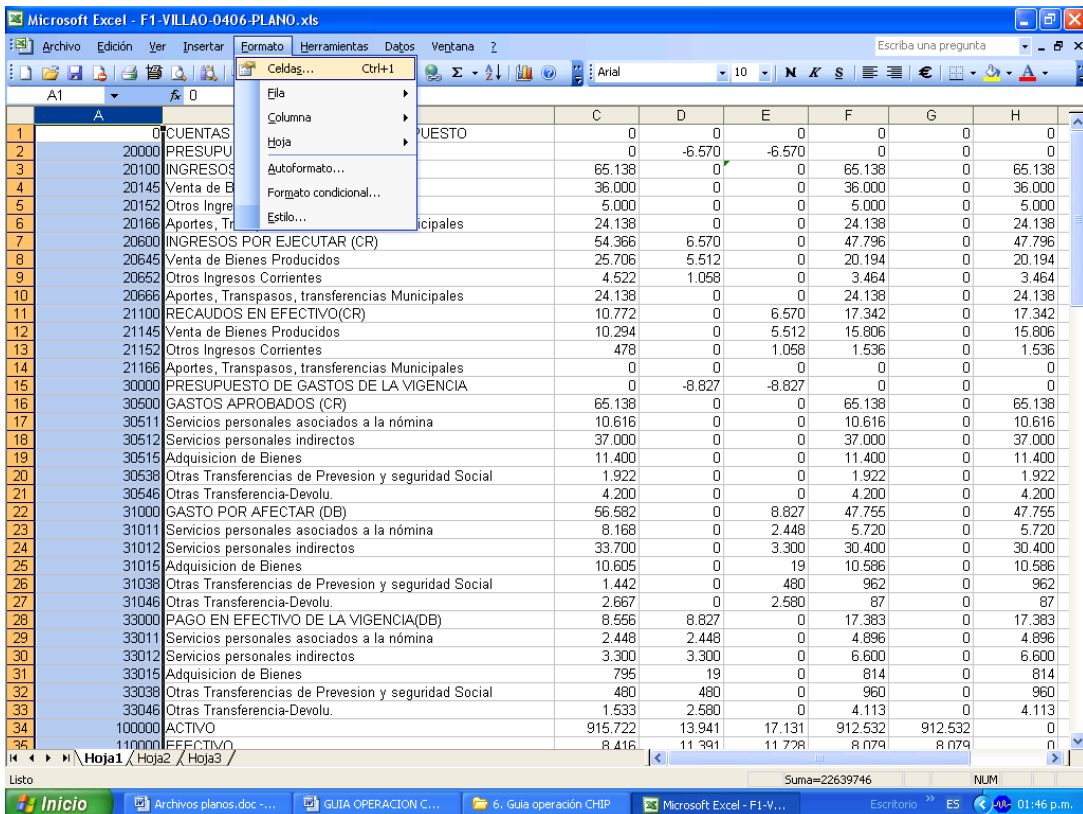 Microsoft Excel - F1-VILLAO-0406-PLANO.xls
Archivo Edición Ver Insertar Formato Herramientas Datos Ventana ? Escriba una pregunta
Arial 10 N K S €
A1 fx 0
Celdas... Ctrl+1
Fila
Columna
Hoja
Autoformato...
Formato condicional...
Estilo...
A C D E F G H
1 0 CUENTAS PUESTO 0 0 0 0 0 0
2 20000 PRESUPU 0 -6.570 -6.570 0 0 0
3 20100 INGRESOS 65.138 0 0 65.138 0 65.138
4 20145 Venta de B 36.000 0 0 36.000 0 36.000
5 20152 Otros Ingre 5.000 0 0 5.000 0 5.000
6 20166 Aportes, Tr icipales 24.138 0 0 24.138 0 24.138
7 20600 INGRESOS POR EJECUTAR (CR) 54.366 6.570 0 47.796 0 47.796
8 20645 Venta de Bienes Producidos 25.706 5.512 0 20.194 0 20.194
9 20652 Otros Ingresos Corrientes 4.522 1.058 0 3.464 0 3.464
10 20666 Aportes, Transpasos, transferencias Municipales 24.138 0 0 24.138 0 24.138
11 21100 RECAUDOS EN EFECTIVO(CR) 10.772 0 6.570 17.342 0 17.342
12 21145 Venta de Bienes Producidos 10.294 0 5.512 15.806 0 15.806
13 21152 Otros Ingresos Corrientes 478 0 1.058 1.536 0 1.536
14 21166 Aportes, Transpasos, transferencias Municipales 0 0 0 0 0 0
15 30000 PRESUPUESTO DE GASTOS DE LA VIGENCIA 0 -8.827 -8.827 0 0 0
16 30500 GASTOS APROBADOS (CR) 65.138 0 0 65.138 0 65.138
17 30511 Servicios personales asociados a la nómina 10.616 0 0 10.616 0 10.616
18 30512 Servicios personales indirectos 37.000 0 0 37.000 0 37.000
19 30515 Adquisicion de Bienes 11.400 0 0 11.400 0 11.400
20 30538 Otras Transferencias de Prevesion y seguridad Social 1.922 0 0 1.922 0 1.922
21 30546 Otras Transferencia-Devolu. 4.200 0 0 4.200 0 4.200
22 31000 GASTO POR AFECTAR (DB) 56.582 0 8.827 47.755 0 47.755
23 31011 Servicios personales asociados a la nómina 8.168 0 2.448 5.720 0 5.720
24 31012 Servicios personales indirectos 33.700 0 3.300 30.400 0 30.400
25 31015 Adquisicion de Bienes 10.605 0 19 10.586 0 10.586
26 31038 Otras Transferencias de Prevesion y seguridad Social 1.442 0 480 962 0 962
27 31046 Otras Transferencia-Devolu. 2.667 0 2.580 87 0 87
28 33000 PAGO EN EFECTIVO DE LA VIGENCIA(DB) 8.556 8.827 0 17.383 0 17.383
29 33011 Servicios personales asociados a la nómina 2.448 2.448 0 4.896 0 4.896
30 33012 Servicios personales indirectos 3.300 3.300 0 6.600 0 6.600
31 33015 Adquisicion de Bienes 795 19 0 814 0 814
32 33038 Otras Transferencias de Prevesion y seguridad Social 480 480 0 960 0 960
33 33046 Otras Transferencia-Devolu. 1.533 2.580 0 4.113 0 4.113
34 100000 ACTIVO 915.722 13.941 17.131 912.532 912.532 0
35 110000 EFECTIVO 8.416 11.391 11.728 8.079 8.079 0
Hoja1 Hoja2 Hoja3
Listo Suma=22639746 NUM
Inicio Archivos planos.doc -... GUIA OPERACION C... 6. Guia operación CHIP Microsoft Excel - F1-V... Escritorio » ES 01:46 p.m.